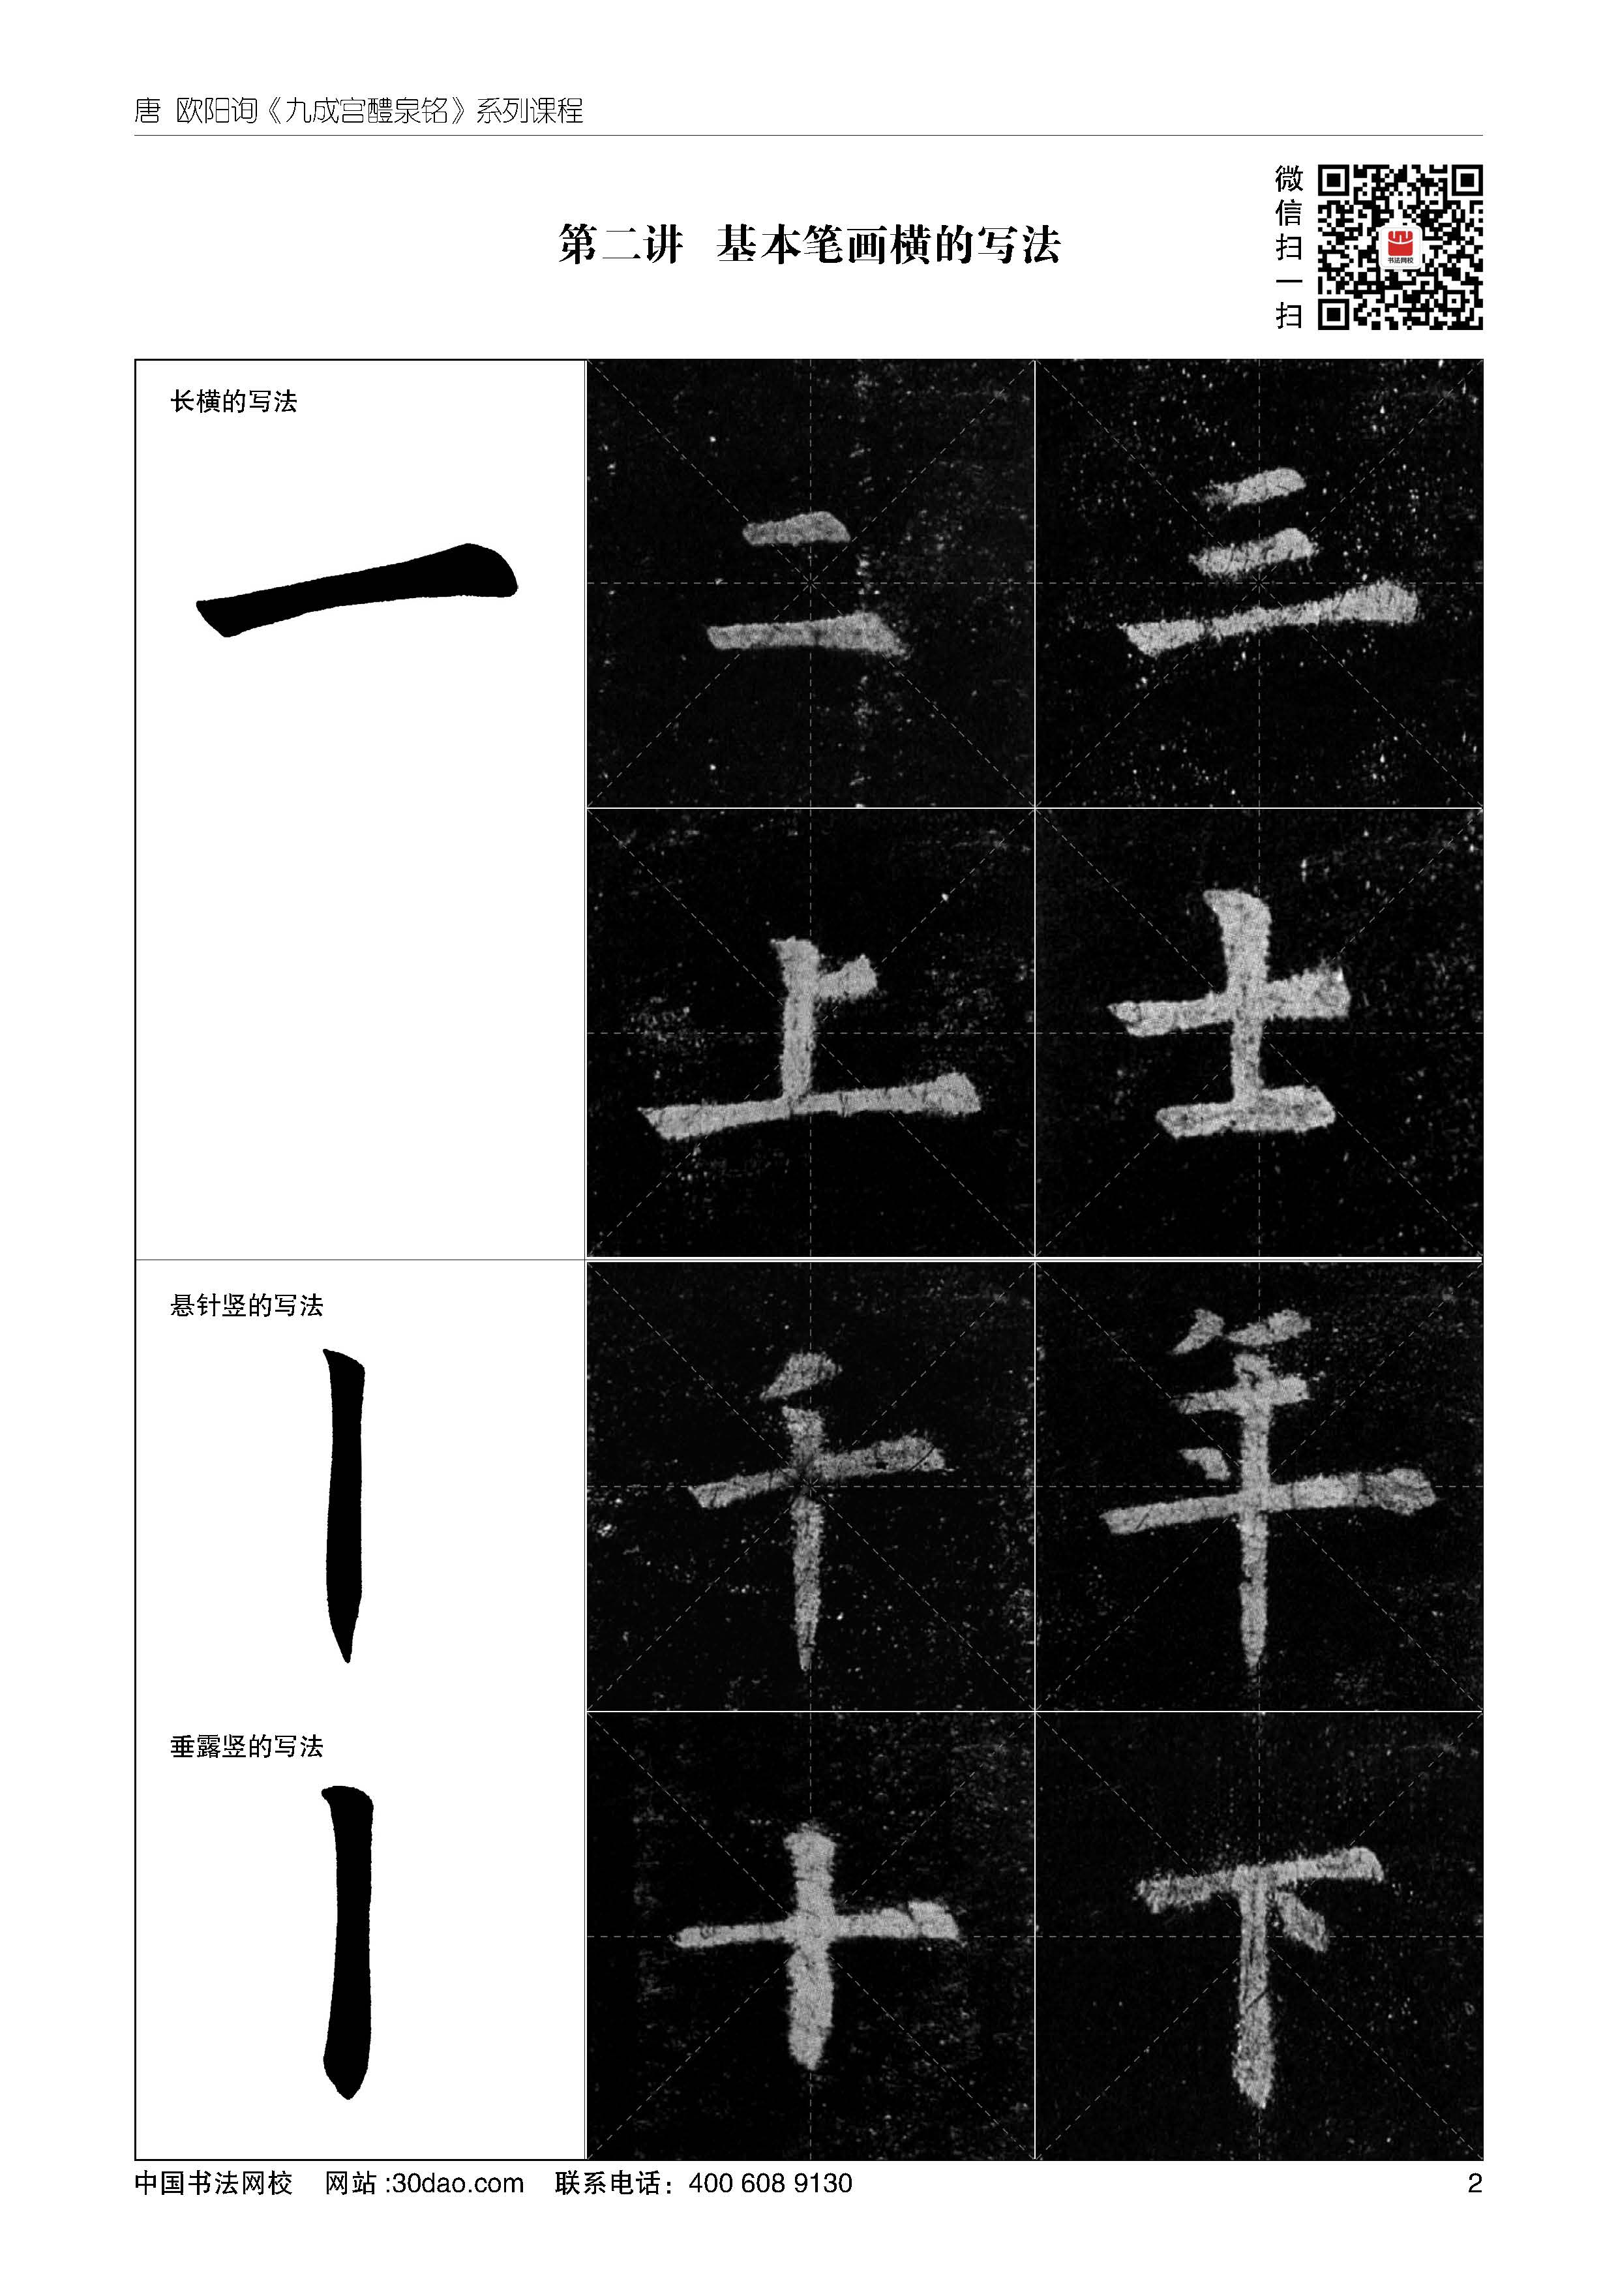 唐 欧阳询《九成宫醴泉铭》系列课程
微信扫一扫
书法网校
第二讲 基本笔画横的写法
长横的写法
一
二 三
上 士
悬针竖的写法
千 年
垂露竖的写法
十 下
中国书法网校 网站:30dao.com 联系电话：400 608 9130 2